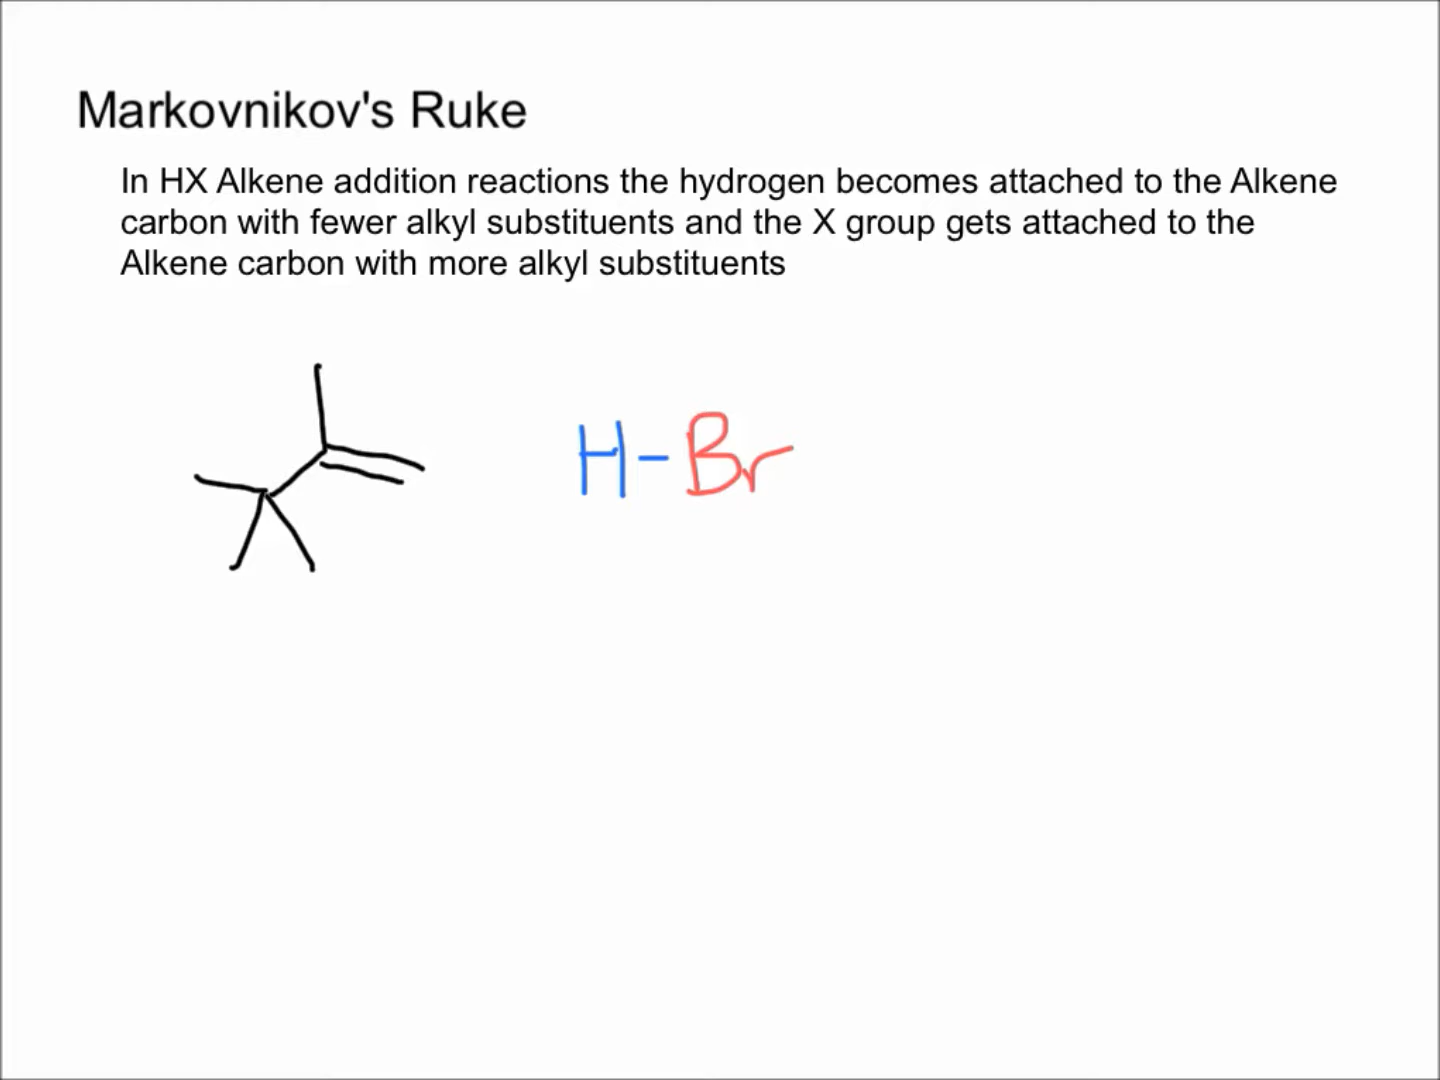 Markovnikov's Ruke
In HX Alkene addition reactions the hydrogen becomes attached to the Alkene
carbon with fewer alkyl substituents and the X group gets attached to the
Alkene carbon with more alkyl substituents
H-Br